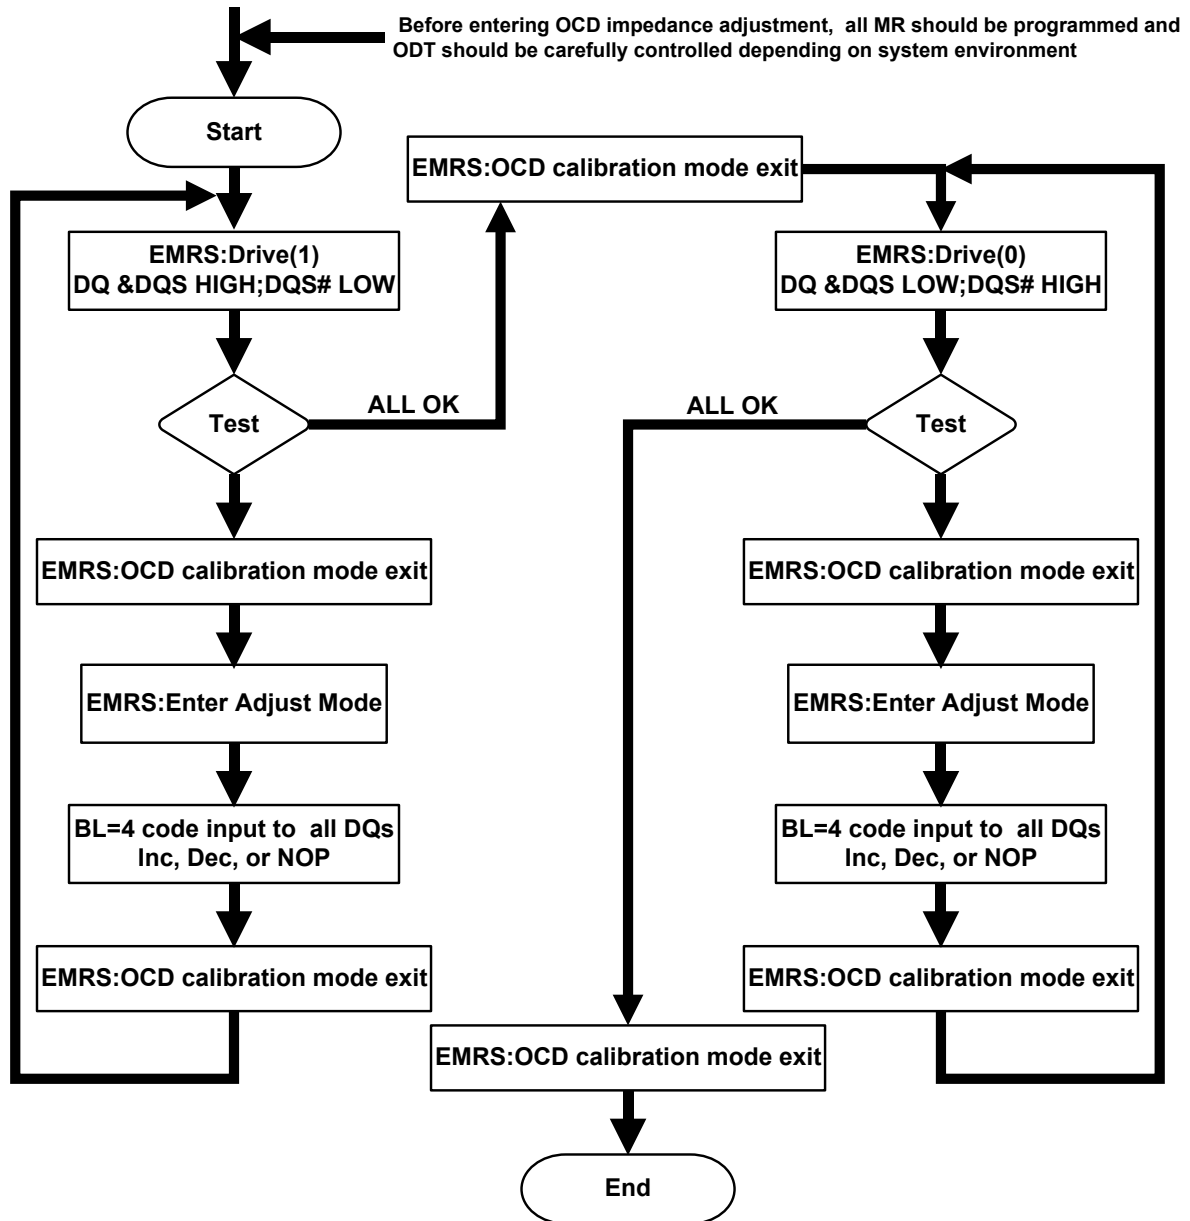 Before entering OCD impedance adjustment, all MR should be programmed and
ODT should be carefully controlled depending on system environment
Start
EMRS:OCD calibration mode exit
EMRS:Drive(1)
DQ &DQS HIGH;DQS# LOW
EMRS:Drive(0)
DQ &DQS LOW;DQS# HIGH
Test
ALL OK
ALL OK
Test
EMRS:OCD calibration mode exit
EMRS:OCD calibration mode exit
EMRS:Enter Adjust Mode
EMRS:Enter Adjust Mode
BL=4 code input to all DQs
Inc, Dec, or NOP
BL=4 code input to all DQs
Inc, Dec, or NOP
EMRS:OCD calibration mode exit
EMRS:OCD calibration mode exit
EMRS:OCD calibration mode exit
End